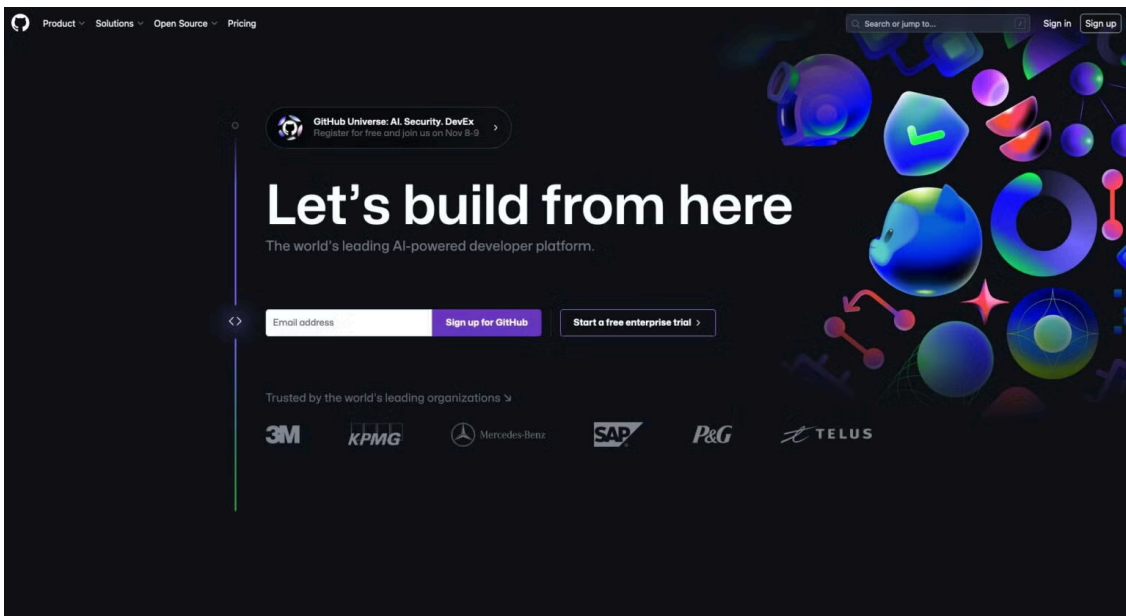 Product
Solutions
Open Source
Pricing
Search or jump to...
/
Sign in
Sign up
GitHub Universe: AI. Security. DevEx
Register for free and join us on Nov 8-9
Let's build from here
The world's leading AI-powered developer platform.
Email address
Sign up for GitHub
Start a free enterprise trial
Trusted by the world's leading organizations
3M
KPMG
Mercedes-Benz
SAP
P&G
TELUS